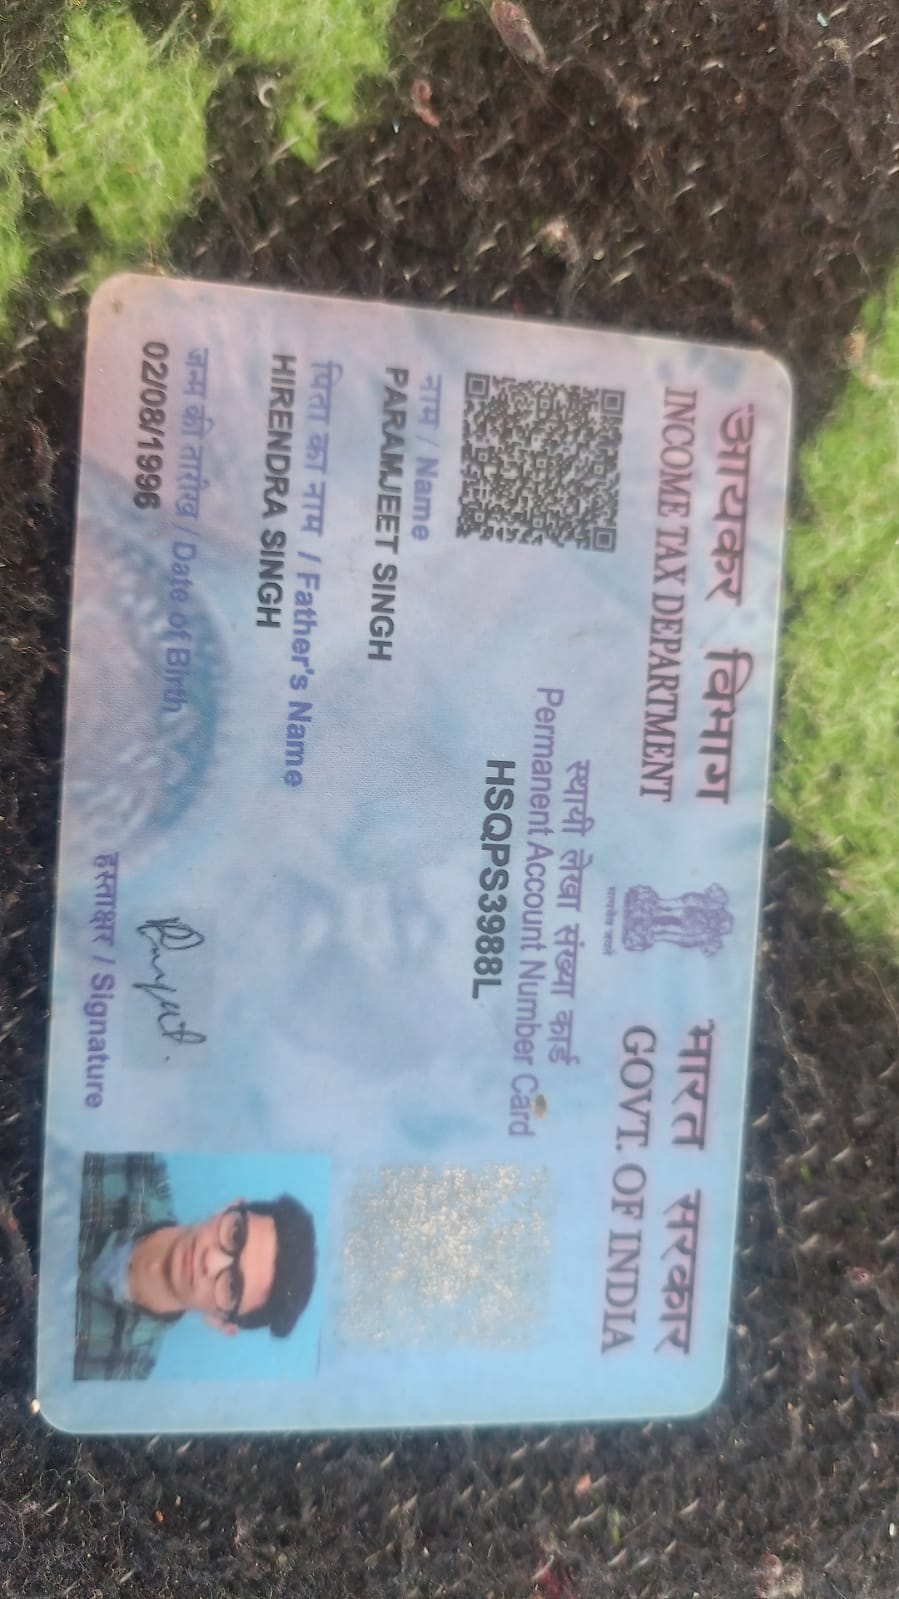 आयकर विभाग
INCOME TAX DEPARTMENT
भारत सरकार
GOVT. OF INDIA
सत्यमेव जयते
स्थायी लेखा संख्या कार्ड
Permanent Account Number Card
HSQPS3988L
नाम / Name
PARAMJEET SINGH
पिता का नाम / Father's Name
HIRENDRA SINGH
जन्म की तारीख / Date of Birth
02/08/1996
हस्ताक्षर / Signature